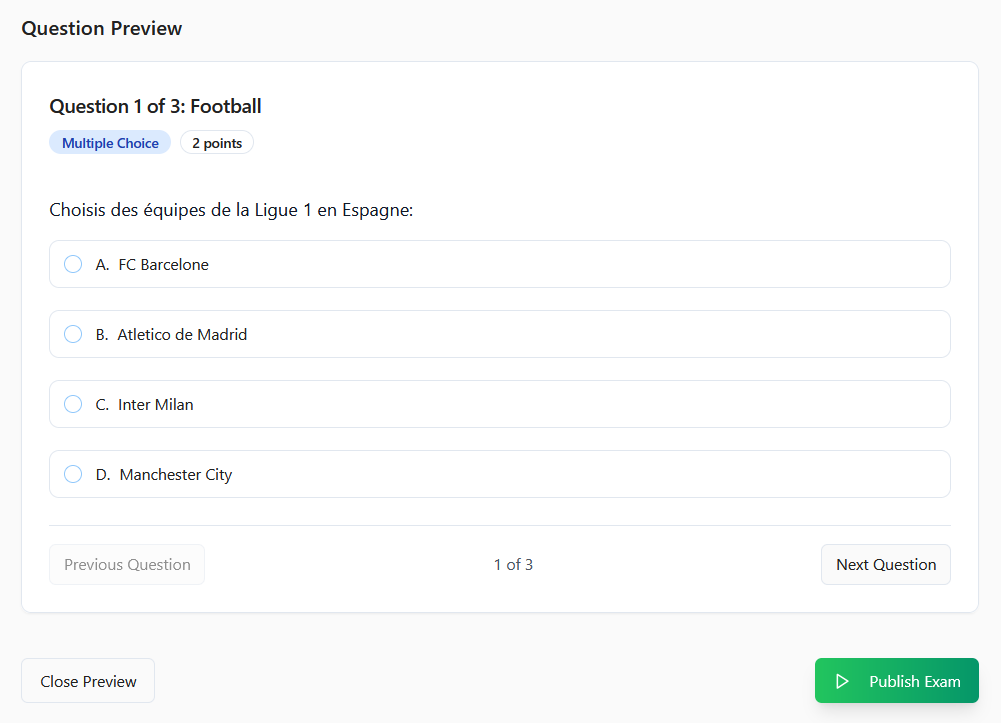 Question Preview
Question 1 of 3: Football
Multiple Choice 2 points
Choisis des équipes de la Ligue 1 en Espagne:
A. FC Barcelone
B. Atletico de Madrid
C. Inter Milan
D. Manchester City
Previous Question 1 of 3 Next Question
Close Preview Publish Exam